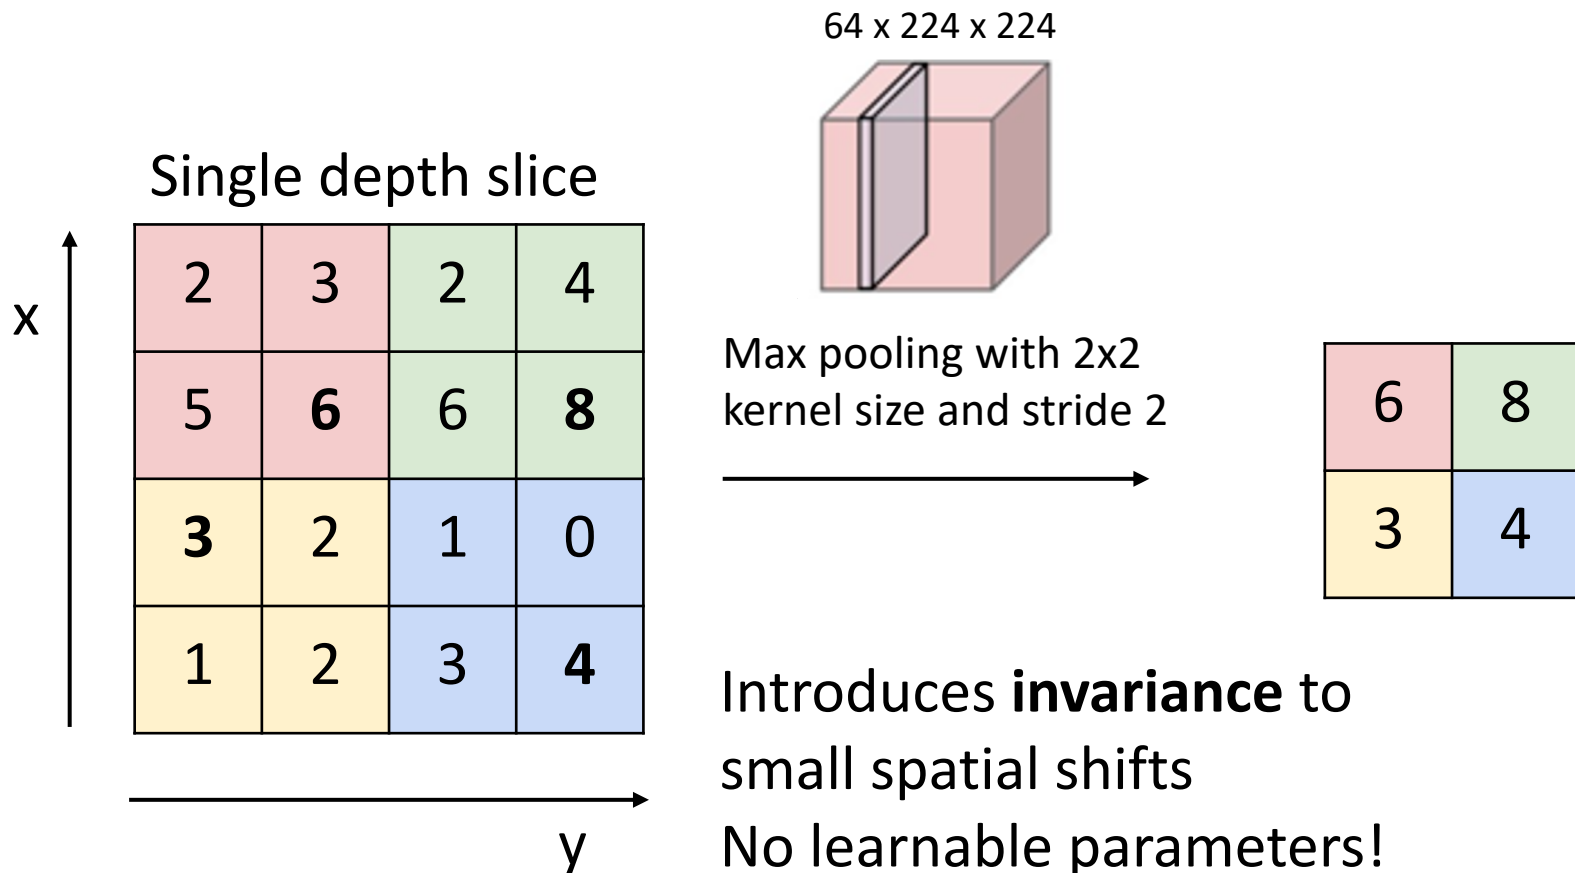 64 x 224 x 224
Single depth slice
x
2 3 2 4
5 6 6 8
3 2 1 0
1 2 3 4
y
Max pooling with 2x2
kernel size and stride 2
6 8
3 4
Introduces invariance to
small spatial shifts
No learnable parameters!